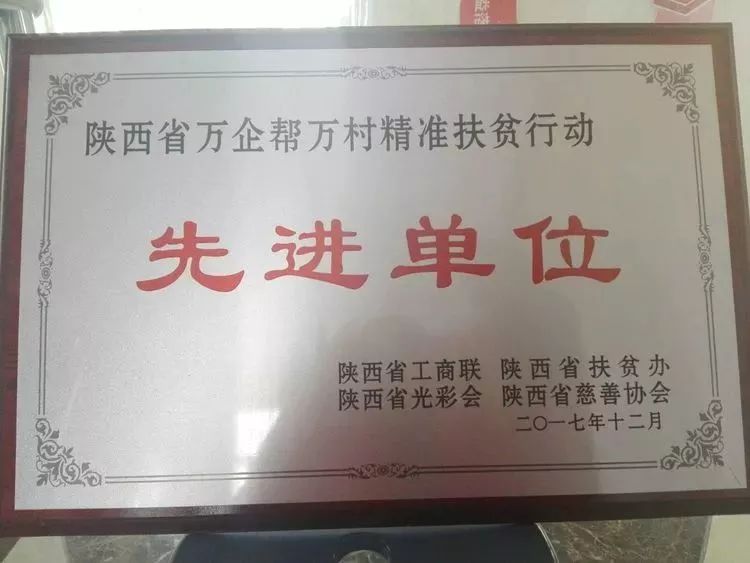 陕西省万企帮万村精准扶贫行动
先进单位
陕西省工商联 陕西省扶贫办
陕西省光彩会 陕西省慈善协会
二〇一七年十二月